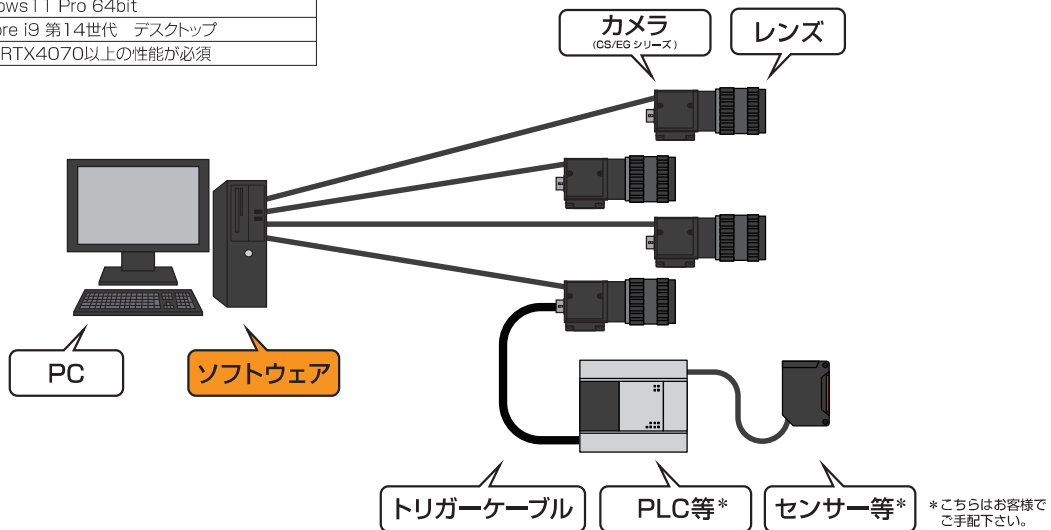 11 Pro 64bit
i9 第14世代 デスクトップ
RTX4070以上の性能が必須
カメラ
(CS/EGシリーズ)
レンズ
PC
ソフトウェア
トリガーケーブル
PLC等*
センサー等*
*こちらはお客様で
ご手配下さい。